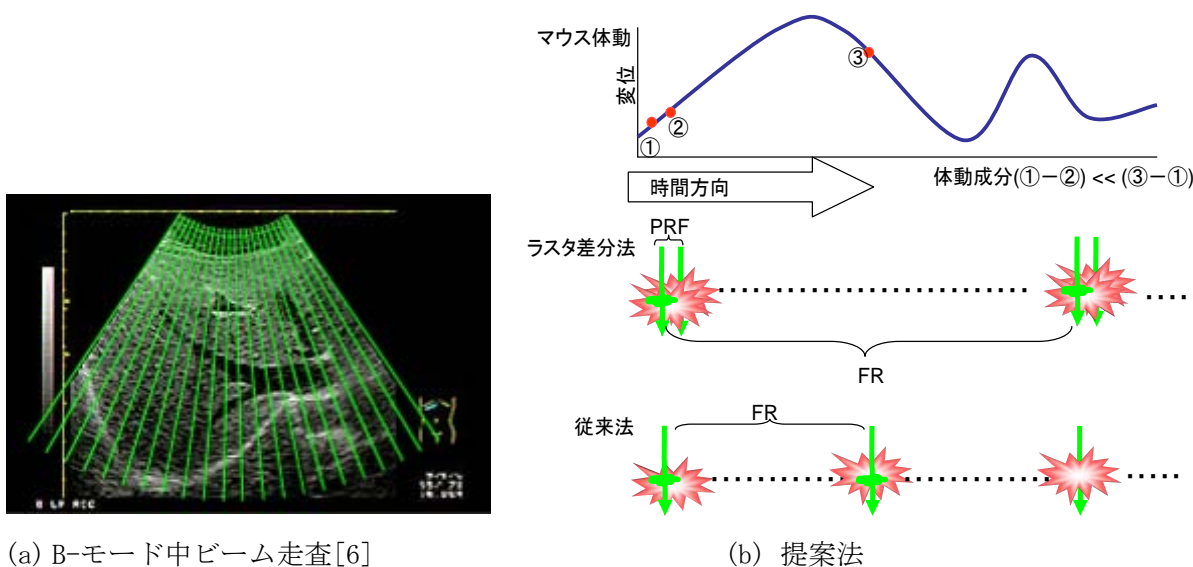 マウス体動
変位
①
②
③
時間方向
体動成分(①－②) << (③－①)
PRF
ラスタ差分法
FR
従来法
FR
(a) B-モード中ビーム走査[6]
(b) 提案法